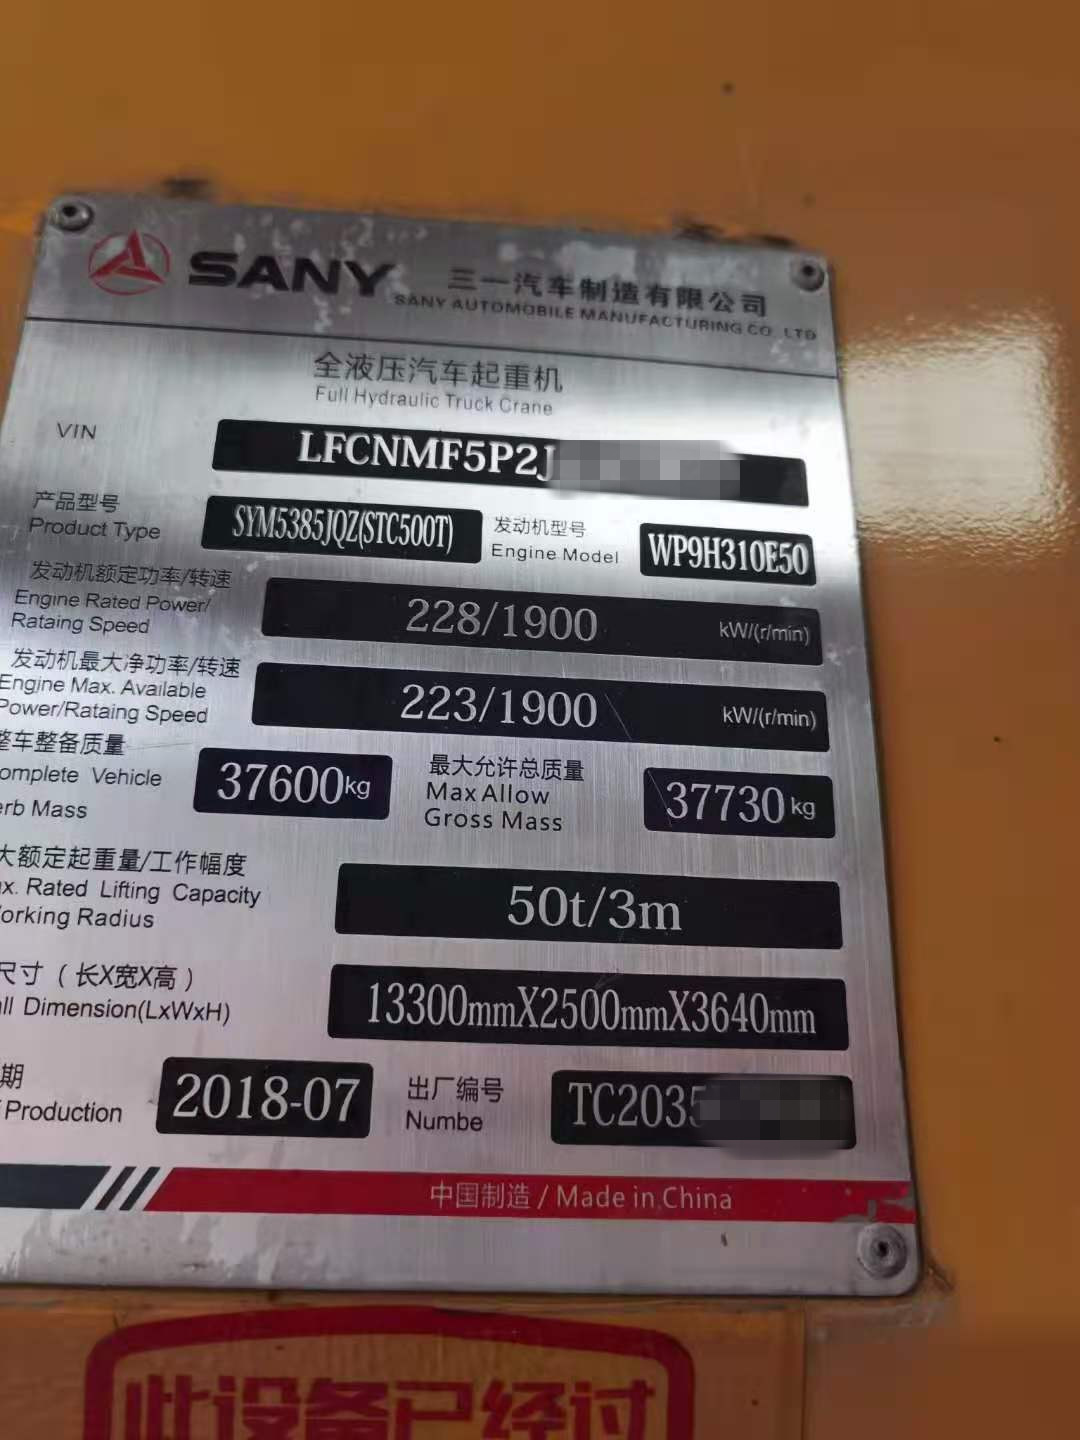 SANY 三一汽车制造有限公司
SANY AUTOMOBILE MANUFACTURING CO., LTD
全液压汽车起重机
Full Hydraulic Truck Crane
VIN LFCNMF5P2J
产品型号
Product Type SYM5385JQZ(STC500T) 发动机型号
Engine Model WP9H310E50
发动机额定功率/转速
Engine Rated Power/
Rataing Speed 228/1900 kW/(r/min)
发动机最大净功率/转速
Engine Max. Available
Power/Rataing Speed 223/1900 kW/(r/min)
整车整备质量
omplete Vehicle
erb Mass 37600kg
最大允许总质量
Max Allow
Gross Mass 37730kg
大额定起重量/工作幅度
x. Rated Lifting Capacity
orking Radius 50t/3m
尺寸（长X宽X高）
ll Dimension(LxWxH) 13300mmX2500mmX3640mm
期
Production 2018-07
出厂编号
Numbe TC2035
中国制造 / Made in China
此设备已经过